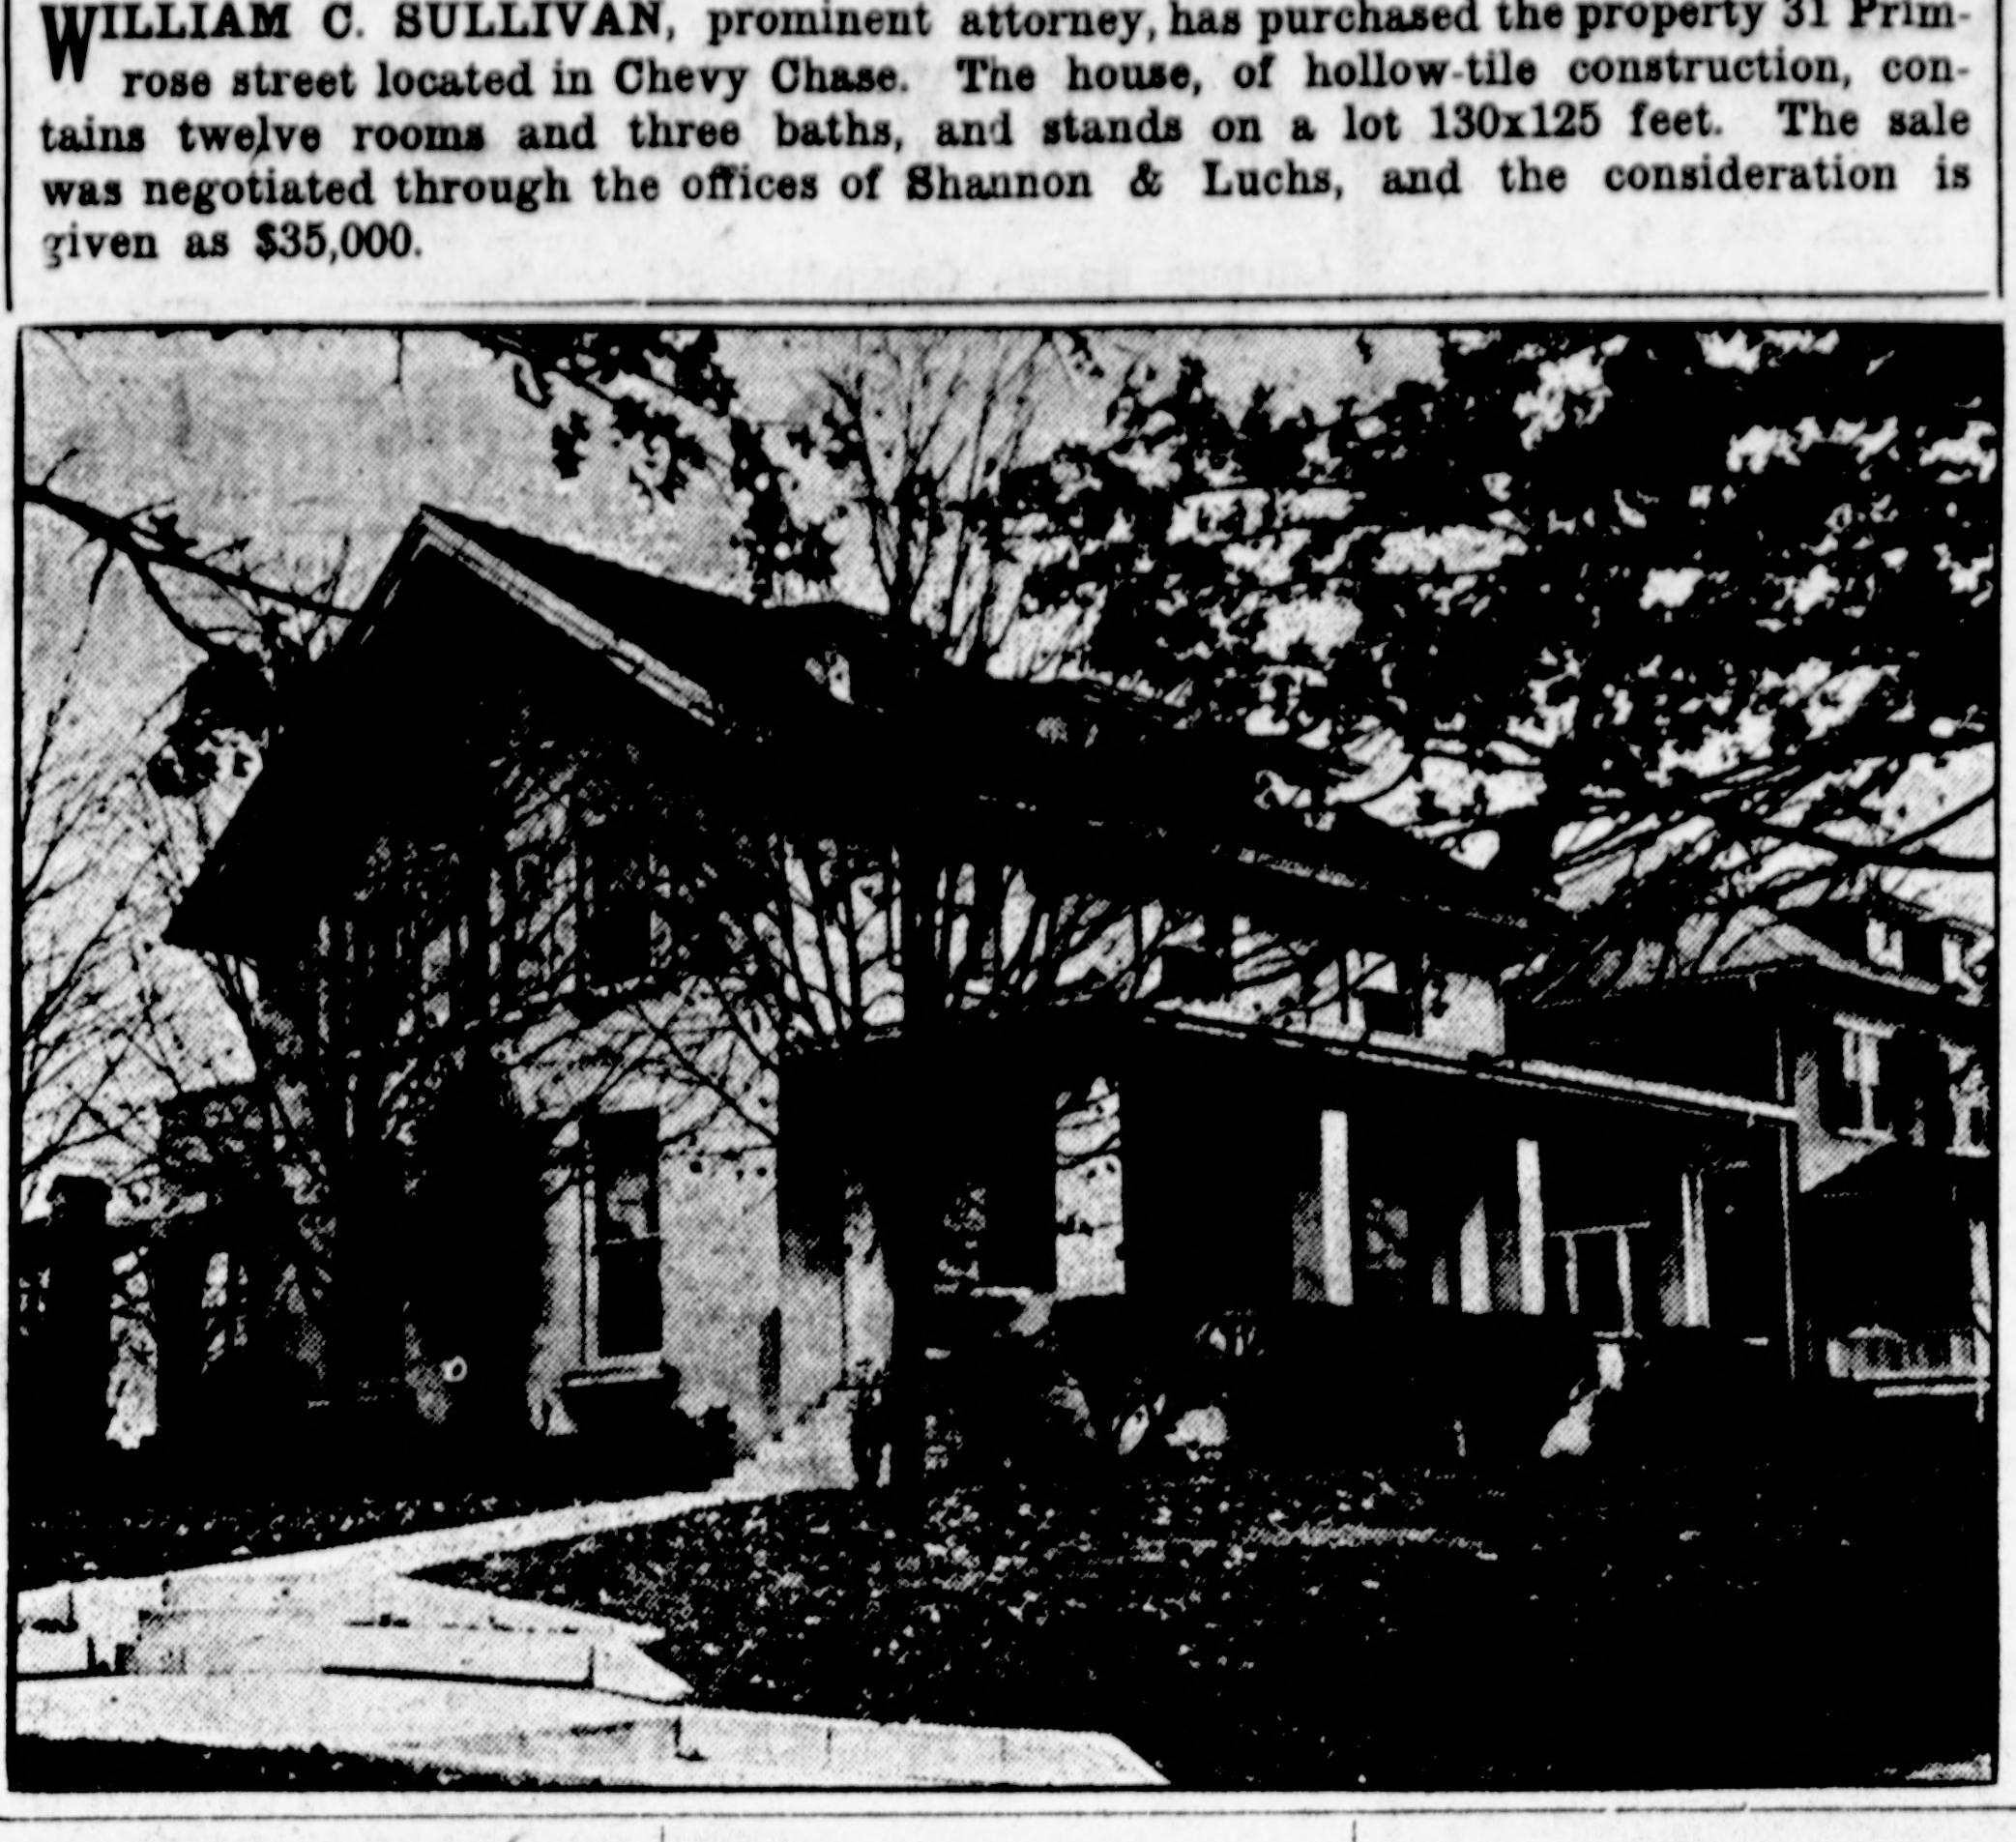 WILLIAM C. SULLIVAN, prominent attorney, has purchased the property 31 Prim-
rose street located in Chevy Chase. The house, of hollow-tile construction, con-
tains twelve rooms and three baths, and stands on a lot 130x125 feet. The sale
was negotiated through the offices of Shannon & Luchs, and the consideration is
given as $35,000.